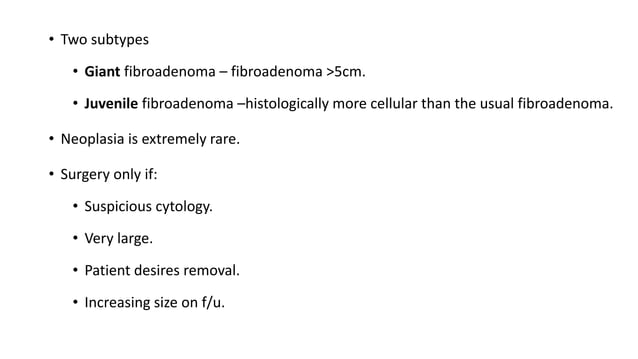 • Two subtypes
• Giant fibroadenoma – fibroadenoma >5cm.
• Juvenile fibroadenoma –histologically more cellular than the usual fibroadenoma.
• Neoplasia is extremely rare.
• Surgery only if:
• Suspicious cytology.
• Very large.
• Patient desires removal.
• Increasing size on f/u.